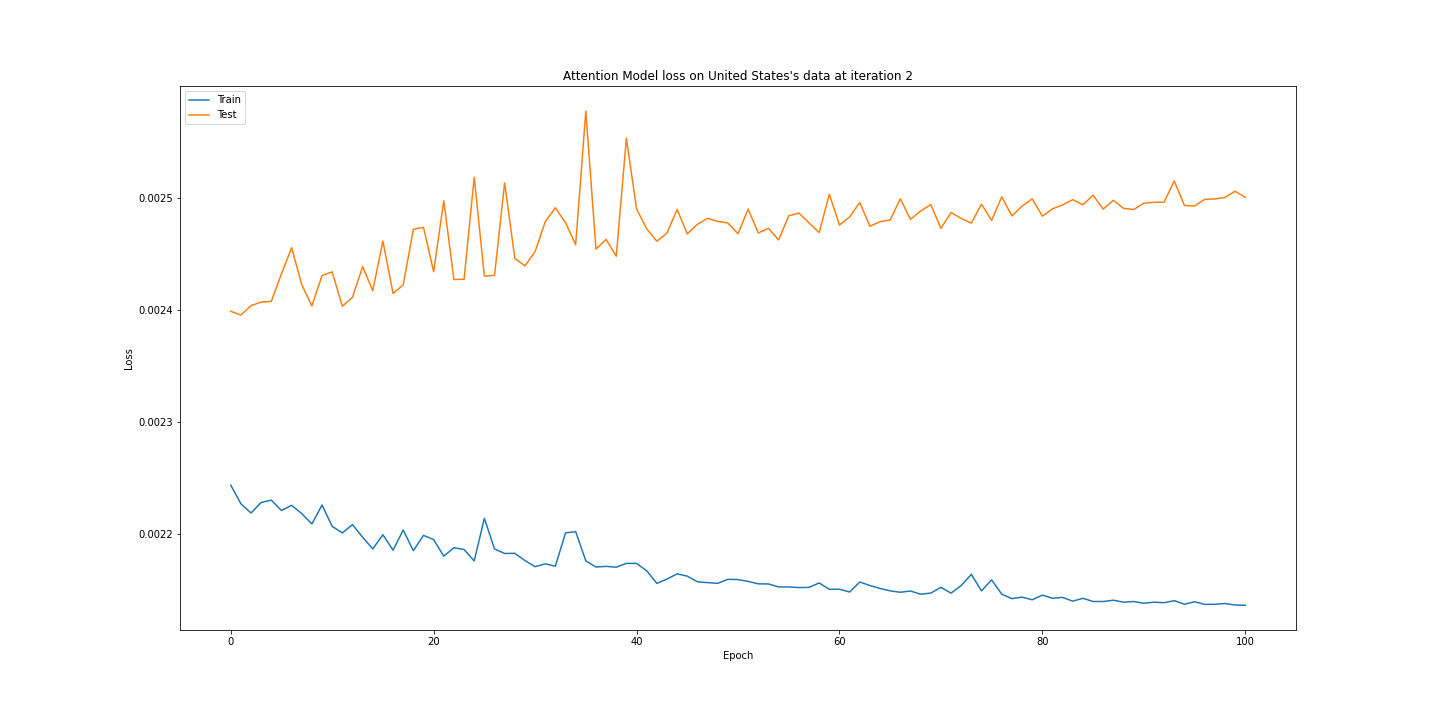 Attention Model loss on United States's data at iteration 2
Train
Test
0.0025
0.0024
0.0023
0.0022
Loss
0 20 40 60 80 100
Epoch